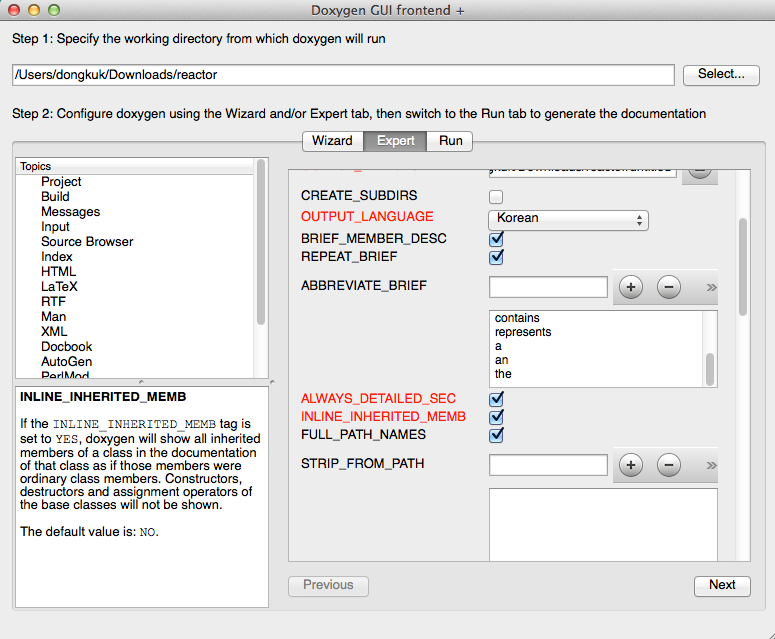 Doxygen GUI frontend +
Step 1: Specify the working directory from which doxygen will run
/Users/dongkuk/Downloads/reactor
Select...
Step 2: Configure doxygen using the Wizard and/or Expert tab, then switch to the Run tab to generate the documentation
Wizard Expert Run
Topics
Project
Build
Messages
Input
Source Browser
Index
HTML
LaTeX
RTF
Man
XML
Docbook
AutoGen
PerlMod
INLINE_INHERITED_MEMB
If the INLINE_INHERITED_MEMB tag is
set to YES, doxygen will show all inherited
members of a class in the documentation
of that class as if those members were
ordinary class members. Constructors,
destructors and assignment operators of
the base classes will not be shown.
The default value is: NO.
CREATE_SUBDIRS
OUTPUT_LANGUAGE Korean
BRIEF_MEMBER_DESC
REPEAT_BRIEF
ABBREVIATE_BRIEF
contains
represents
a
an
the
ALWAYS_DETAILED_SEC
INLINE_INHERITED_MEMB
FULL_PATH_NAMES
STRIP_FROM_PATH
Previous Next